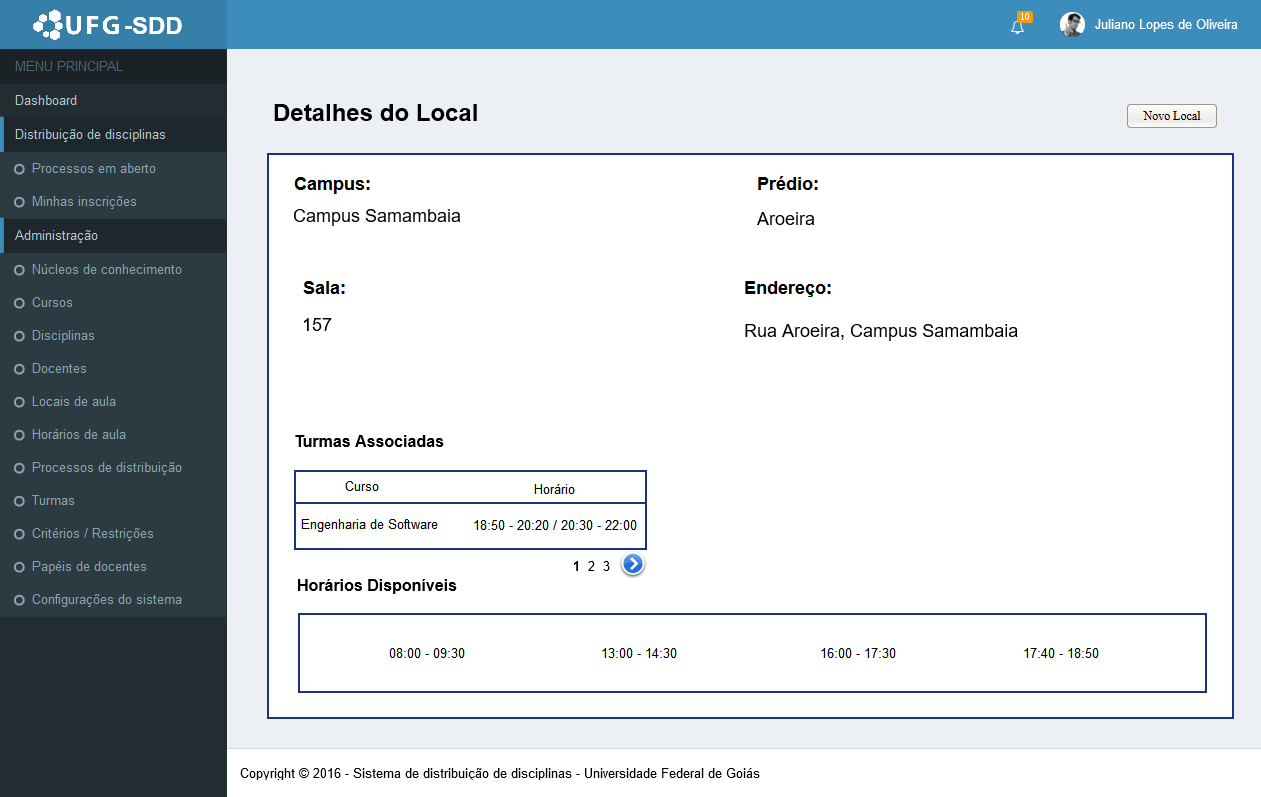 UFG-SDD
10
Juliano Lopes de Oliveira
MENU PRINCIPAL
Dashboard
Distribuição de disciplinas
Processos em aberto
Minhas inscrições
Administração
Núcleos de conhecimento
Cursos
Disciplinas
Docentes
Locais de aula
Horários de aula
Processos de distribuição
Turmas
Critérios / Restrições
Papéis de docentes
Configurações do sistema
Detalhes do Local
Novo Local
Campus:
Campus Samambaia
Prédio:
Aroeira
Sala:
157
Endereço:
Rua Aroeira, Campus Samambaia
Turmas Associadas
Curso Horário
Engenharia de Software 18:50 - 20:20 / 20:30 - 22:00
1 2 3
Horários Disponíveis
08:00 - 09:30 13:00 - 14:30 16:00 - 17:30 17:40 - 18:50
Copyright © 2016 - Sistema de distribuição de disciplinas - Universidade Federal de Goiás